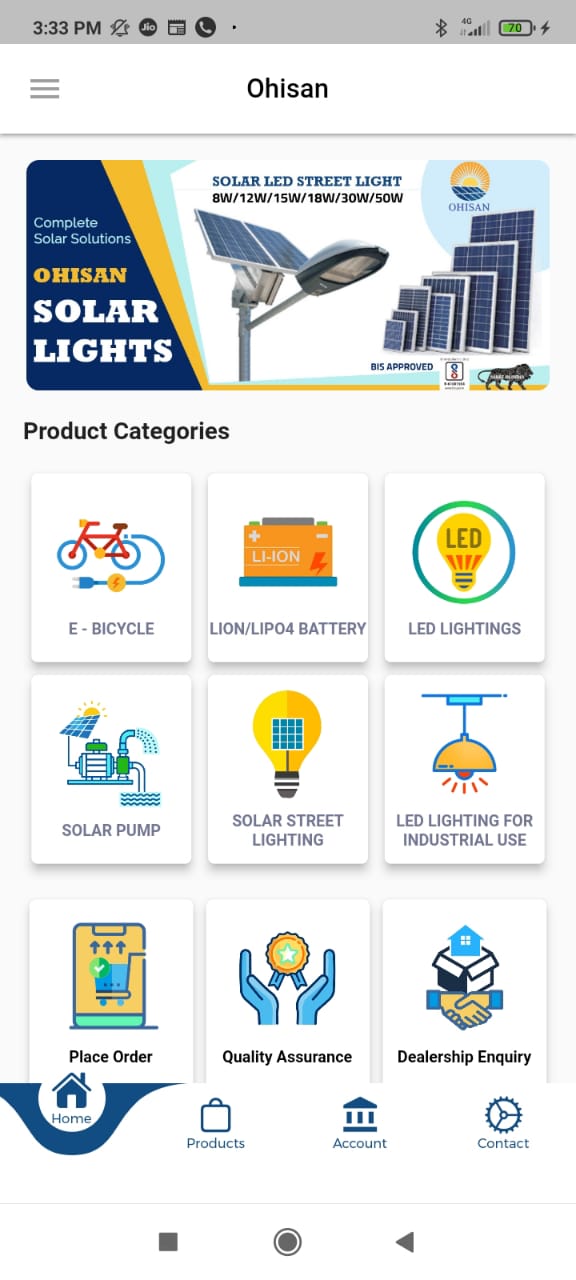 3:33 PM
Jio
4G
70
Ohisan
SOLAR LED STREET LIGHT
8W/12W/15W/18W/30W/50W
OHISAN
Complete
Solar Solutions
OHISAN
SOLAR
LIGHTS
BIS APPROVED
Product Categories
LI-ION
LED
E - BICYCLE
LION/LIPO4 BATTERY
LED LIGHTINGS
SOLAR PUMP
SOLAR STREET
LIGHTING
LED LIGHTING FOR
INDUSTRIAL USE
Place Order
Quality Assurance
Dealership Enquiry
Home
Products
Account
Contact